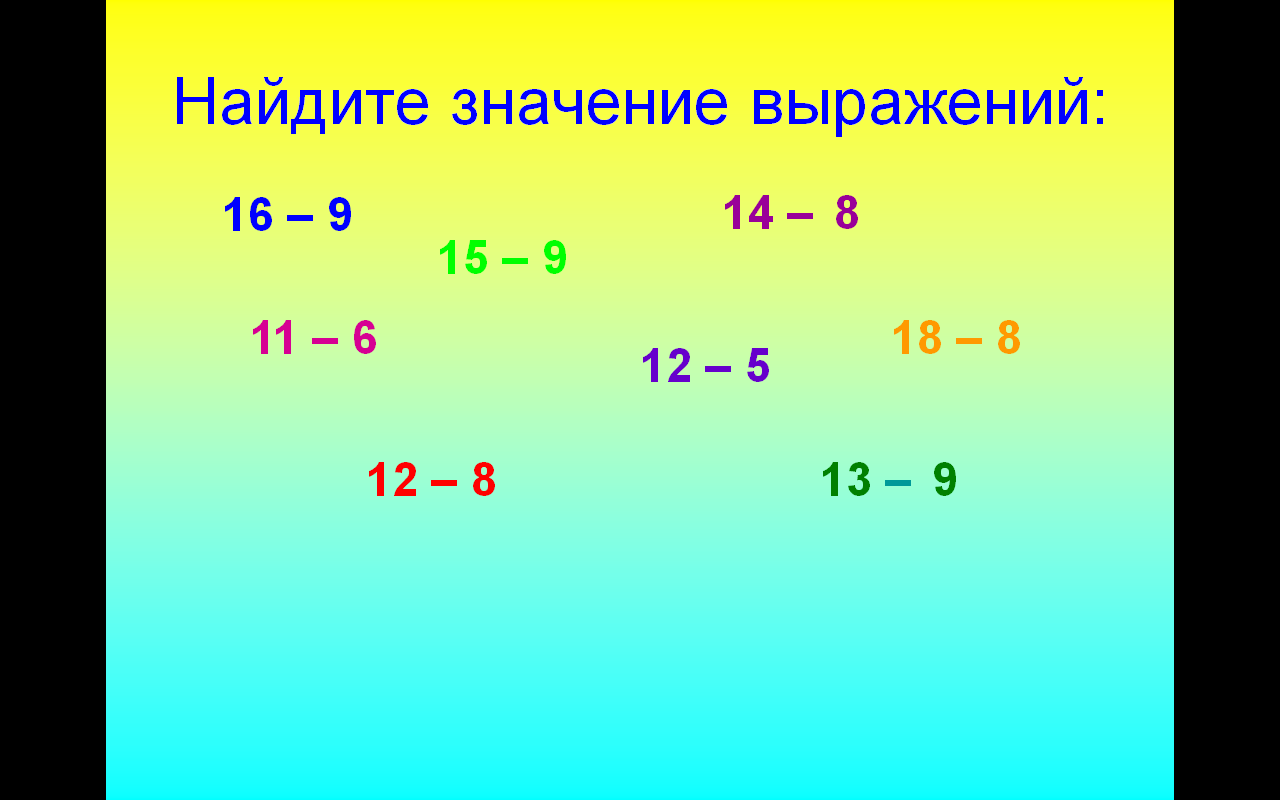 Найдите значение выражений:
16 – 9
14 – 8
15 – 9
11 – 6
18 – 8
12 – 5
12 – 8
13 – 9